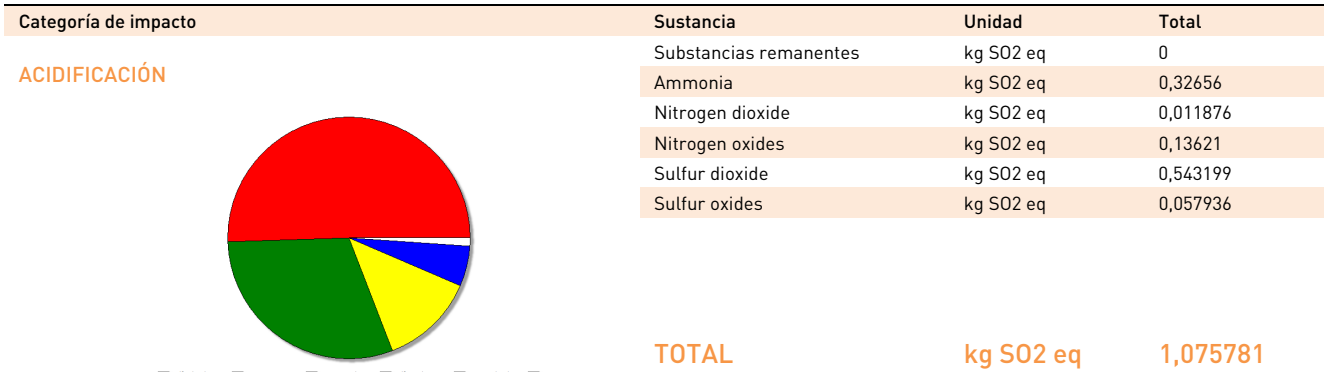 Categoría de impacto Sustancia Unidad Total
Substancias remanentes kg SO2 eq 0
ACIDIFICACIÓN
Ammonia kg SO2 eq 0,32656
Nitrogen dioxide kg SO2 eq 0,011876
Nitrogen oxides kg SO2 eq 0,13621
Sulfur dioxide kg SO2 eq 0,543199
Sulfur oxides kg SO2 eq 0,057936
TOTAL kg SO2 eq 1,075781